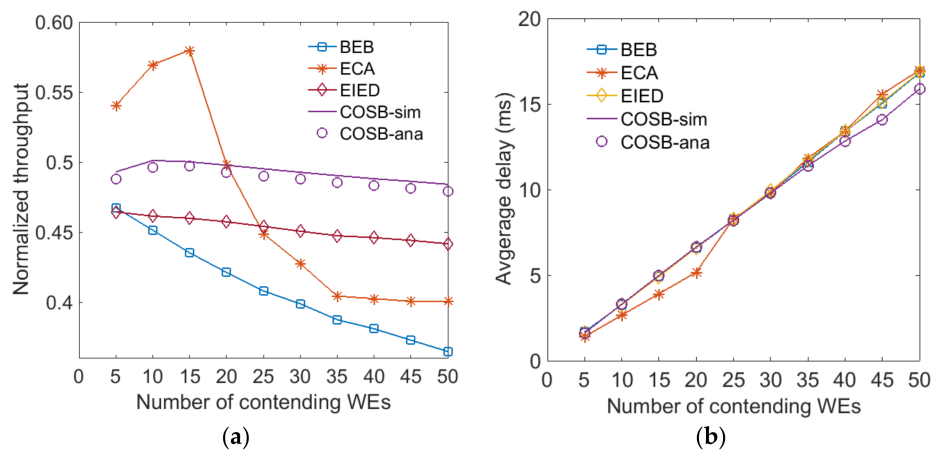 0.60
0.55
0.5
0.45
0.4
Normalized throughput
BEB
ECA
EIED
COSB-sim
COSB-ana
0 5 10 15 20 25 30 35 40 45 50
Number of contending WEs
(a)
20
15
10
5
0
Avgerage delay (ms)
BEB
ECA
EIED
COSB-sim
COSB-ana
0 5 10 15 20 25 30 35 40 45 50
Number of contending WEs
(b)